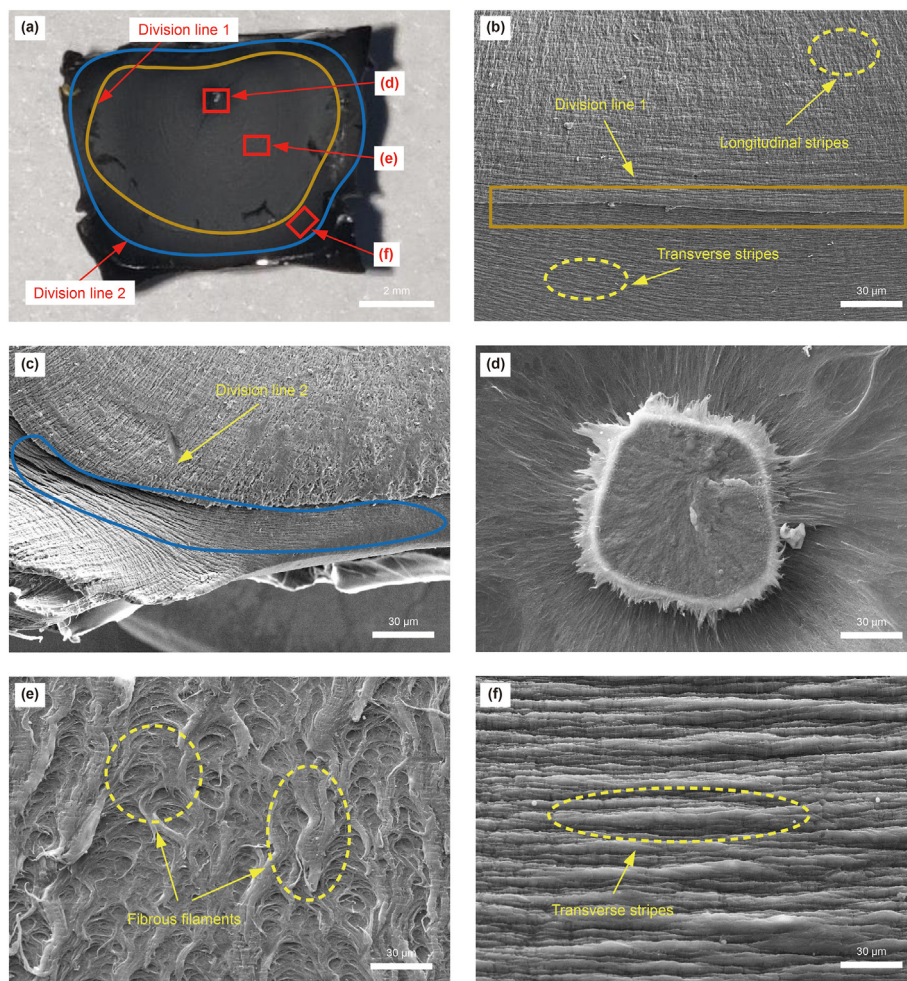 (a)
Division line 1
(d)
(e)
(f)
Division line 2
2 mm
(b)
Division line 1
Longitudinal stripes
Transverse stripes
30 μm
(c)
Division line 2
30 μm
(d)
30 μm
(e)
Fibrous filaments
30 μm
(f)
Transverse stripes
30 μm